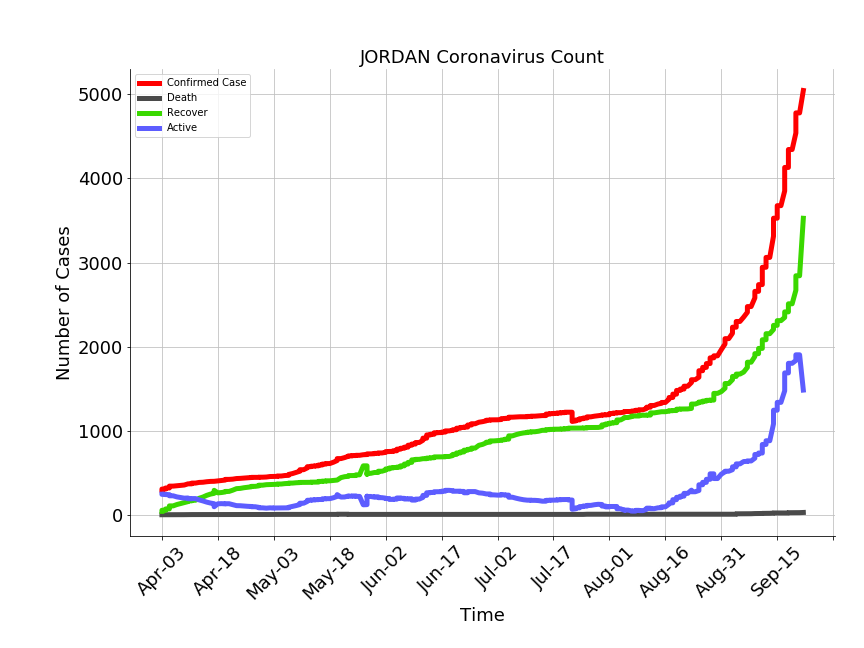 JORDAN Coronavirus Count
Confirmed Case
Death
Recover
Active
5000
4000
3000
2000
1000
0
Number of Cases
Apr-03
Apr-18
May-03
May-18
Jun-02
Jun-17
Jul-02
Jul-17
Aug-01
Aug-16
Aug-31
Sep-15
Time